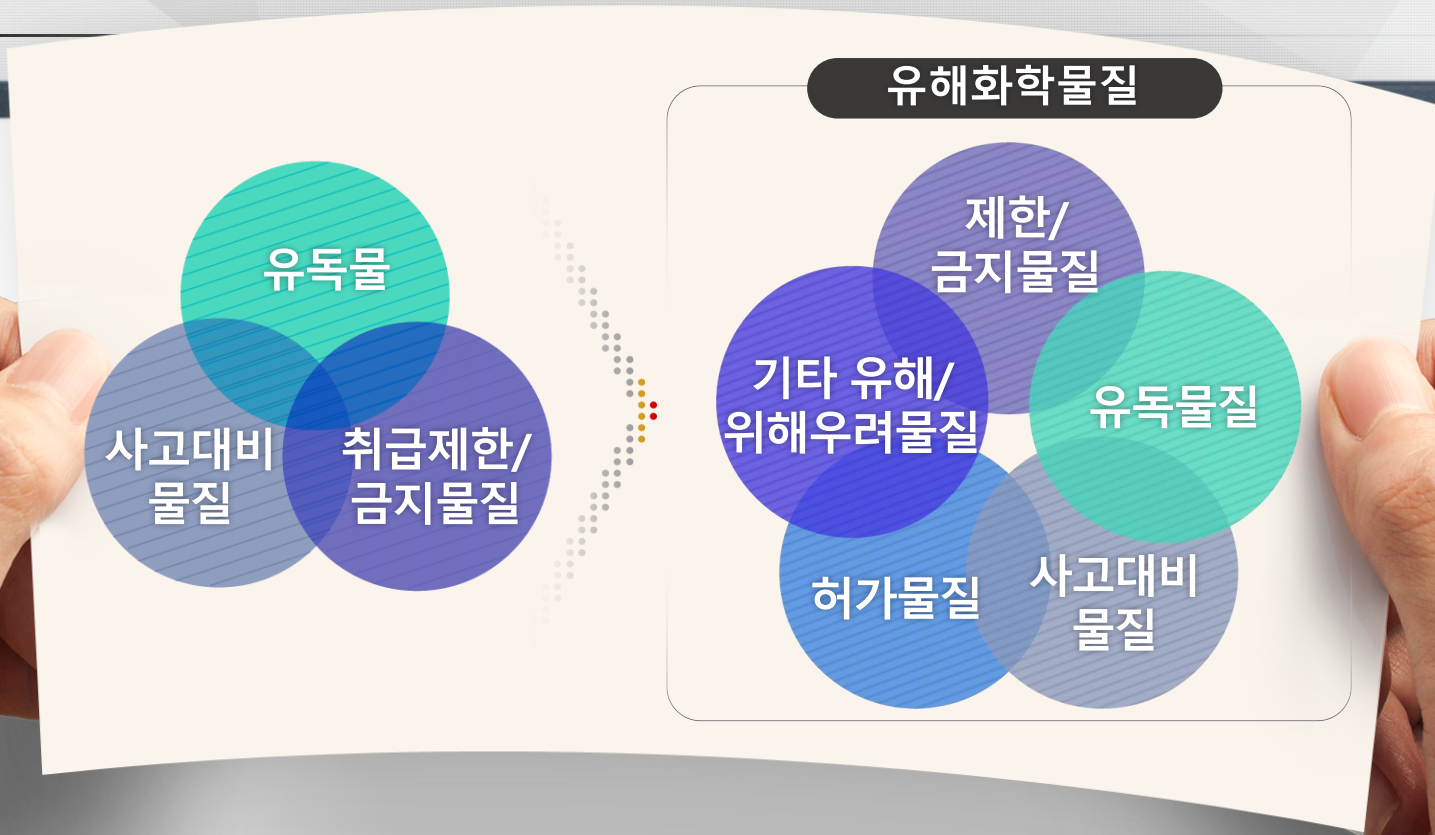 유독물
사고대비
물질
취급제한/
금지물질
유해화학물질
제한/
금지물질
기타 유해/
위해우려물질
유독물질
허가물질
사고대비
물질